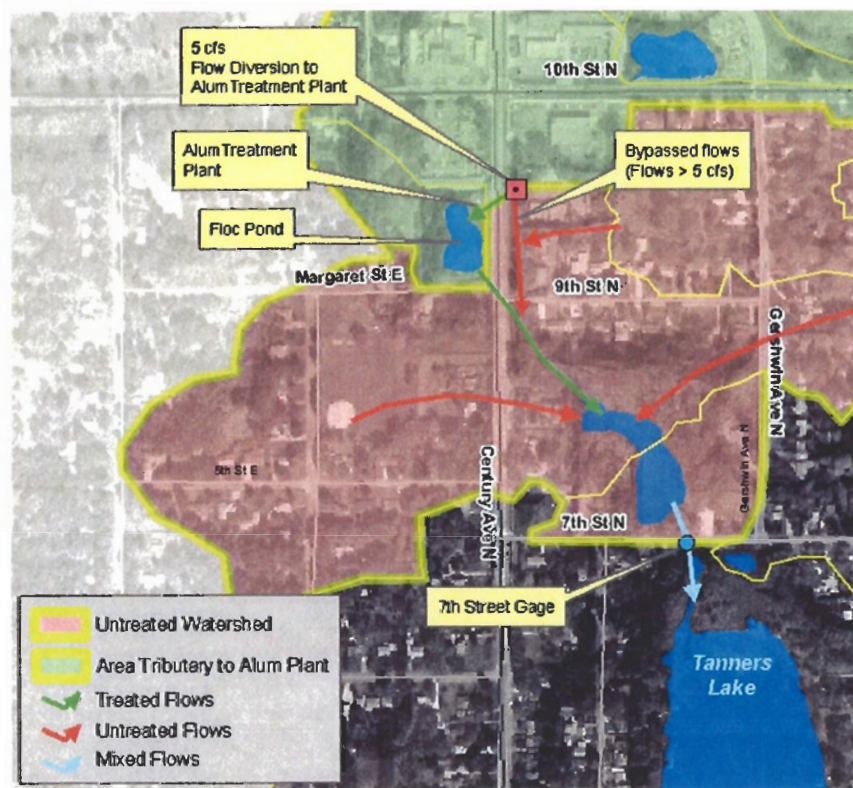 5 cfs
Flow Diversion to
Alum Treatment Plant
10th St N
Alum Treatment
Plant
Bypassed flows
(Flows > 5 cfs)
Floc Pond
Margaret St E
9th St N
Gershwin Ave N
Gershwin Ave N
Century Ave N
5th St E
7th St N
7th Street Gage
Tanners
Lake
Untreated Watershed
Area Tributary to Alum Plant
Treated Flows
Untreated Flows
Mixed Flows